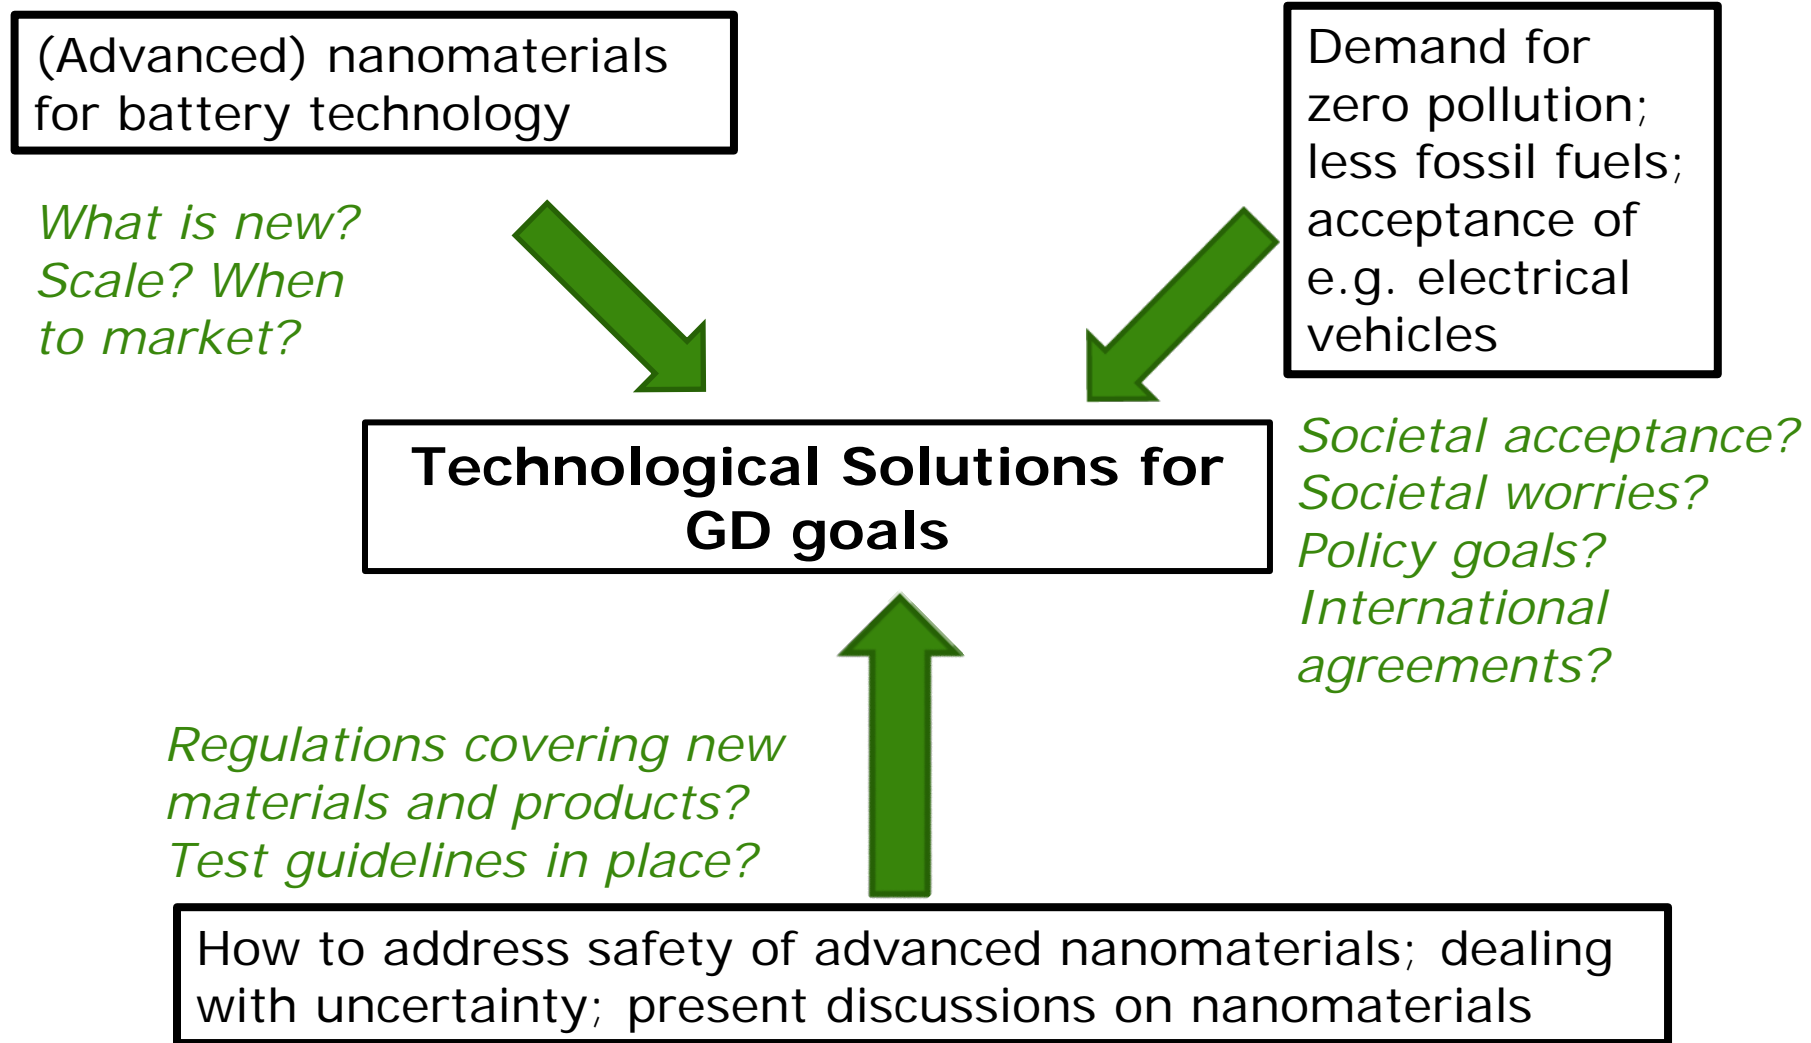 (Advanced) nanomaterials
for battery technology
What is new?
Scale? When
to market?
Demand for
zero pollution;
less fossil fuels;
acceptance of
e.g. electrical
vehicles
Technological Solutions for
GD goals
Societal acceptance?
Societal worries?
Policy goals?
International
agreements?
Regulations covering new
materials and products?
Test guidelines in place?
How to address safety of advanced nanomaterials; dealing
with uncertainty; present discussions on nanomaterials